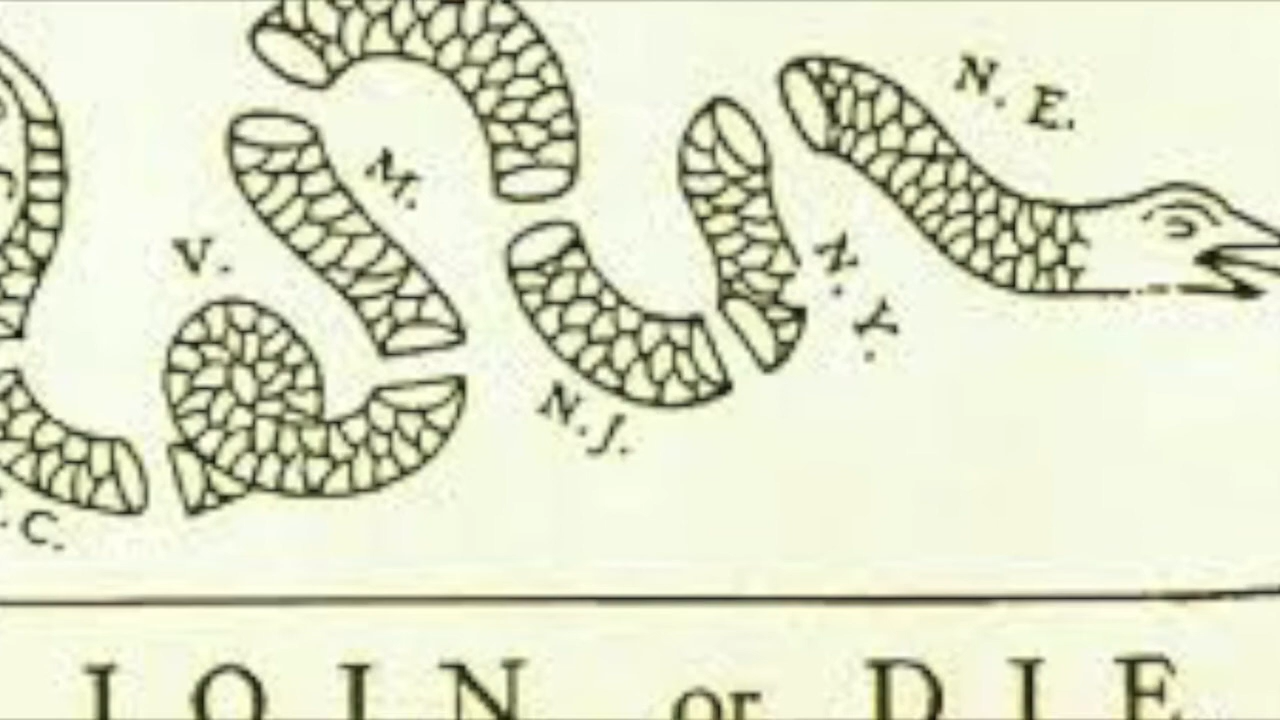 N. E.
M.
V.
N. Y.
N. J.
. C.
JOIN or DIE